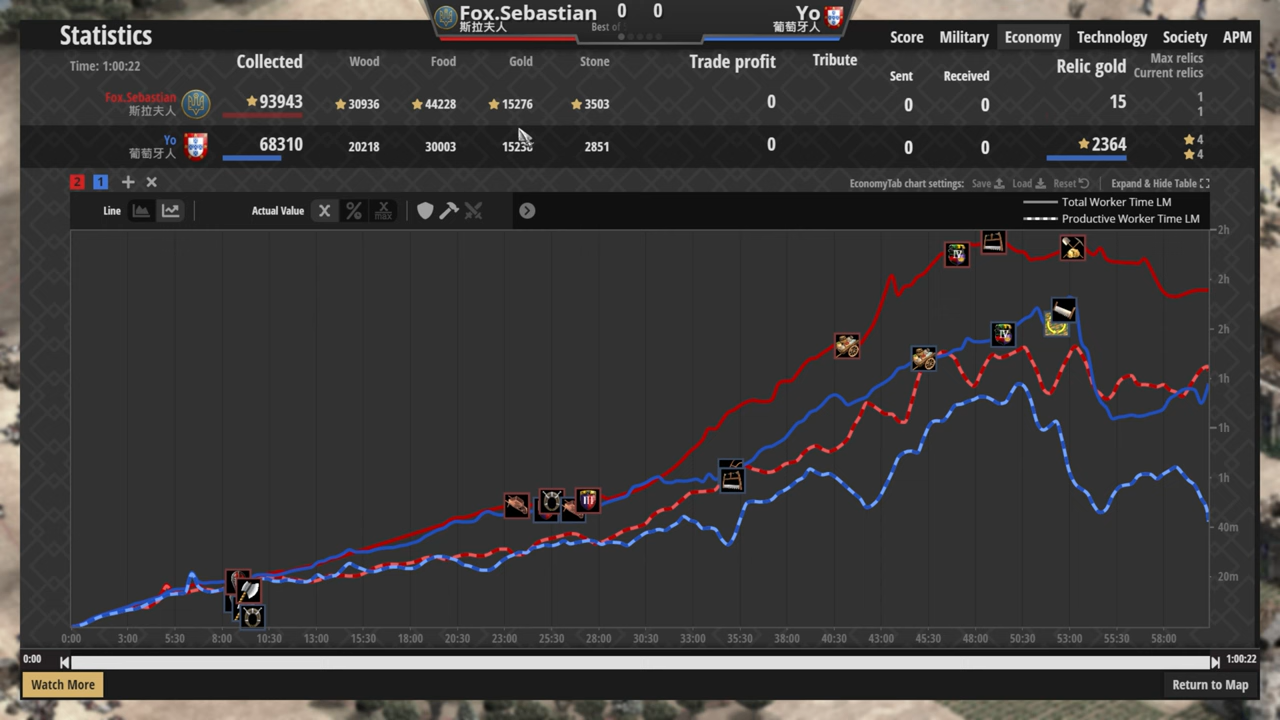 Fox.Sebastian 0 0 Yo
斯拉夫人 Best of 葡萄牙人
Statistics
Score Military Economy Technology Society APM
Time: 1:00:22
Collected Wood Food Gold Stone Trade profit Tribute Sent Received Relic gold Max relics
Current relics
Fox.Sebastian
斯拉夫人
93943 30936 44228 15276 3503 0 0 0 15 1
1
Yo
葡萄牙人
68310 20218 30003 2851 0 0 0 2364 4
4
2 1
EconomyTab chart settings: Save Load Reset Expand & Hide Table
Line Actual Value X % X max
Total Worker Time LM
Productive Worker Time LM
2h
2h
2h
1h
1h
1h
40m
20m
0:00 3:00 5:30 8:00 10:30 13:00 15:30 18:00 20:30 23:00 25:30 28:00 30:30 33:00 35:30 38:00 40:30 43:00 45:30 48:00 50:30 53:00 55:30 58:00
0:00 1:00:22
Watch More Return to Map